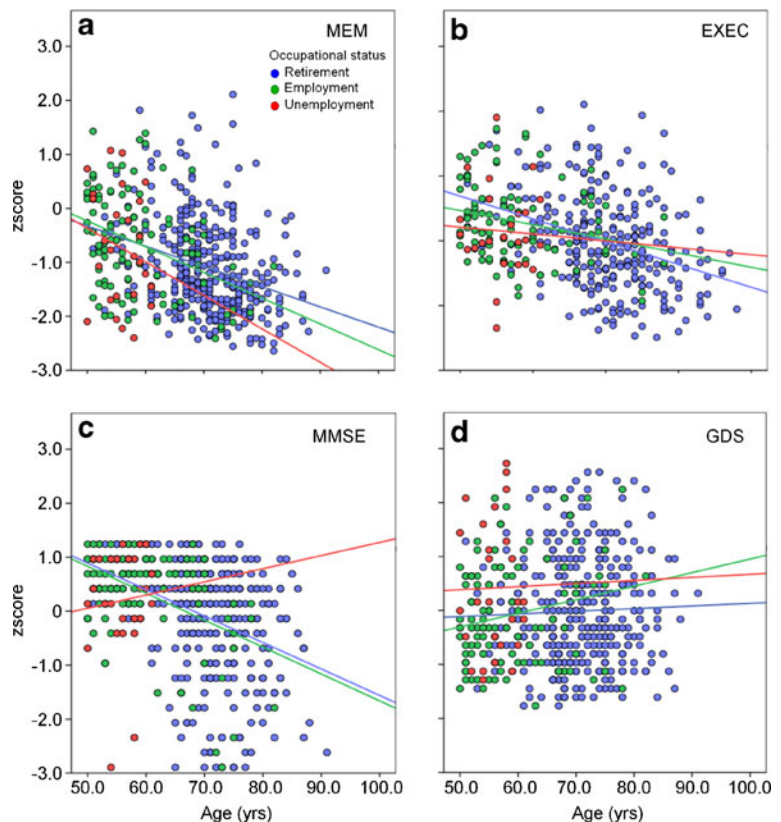 a
MEM
Occupational status
Retirement
Employment
Unemployment
b
EXEC
3.0
2.0
1.0
0
-1.0
-2.0
-3.0
zscore
c
MMSE
d
GDS
3.0
2.0
1.0
0
-1.0
-2.0
-3.0
zscore
50.0 60.0 70.0 80.0 90.0 100.0
50.0 60.0 70.0 80.0 90.0 100.0
Age (yrs)
Age (yrs)